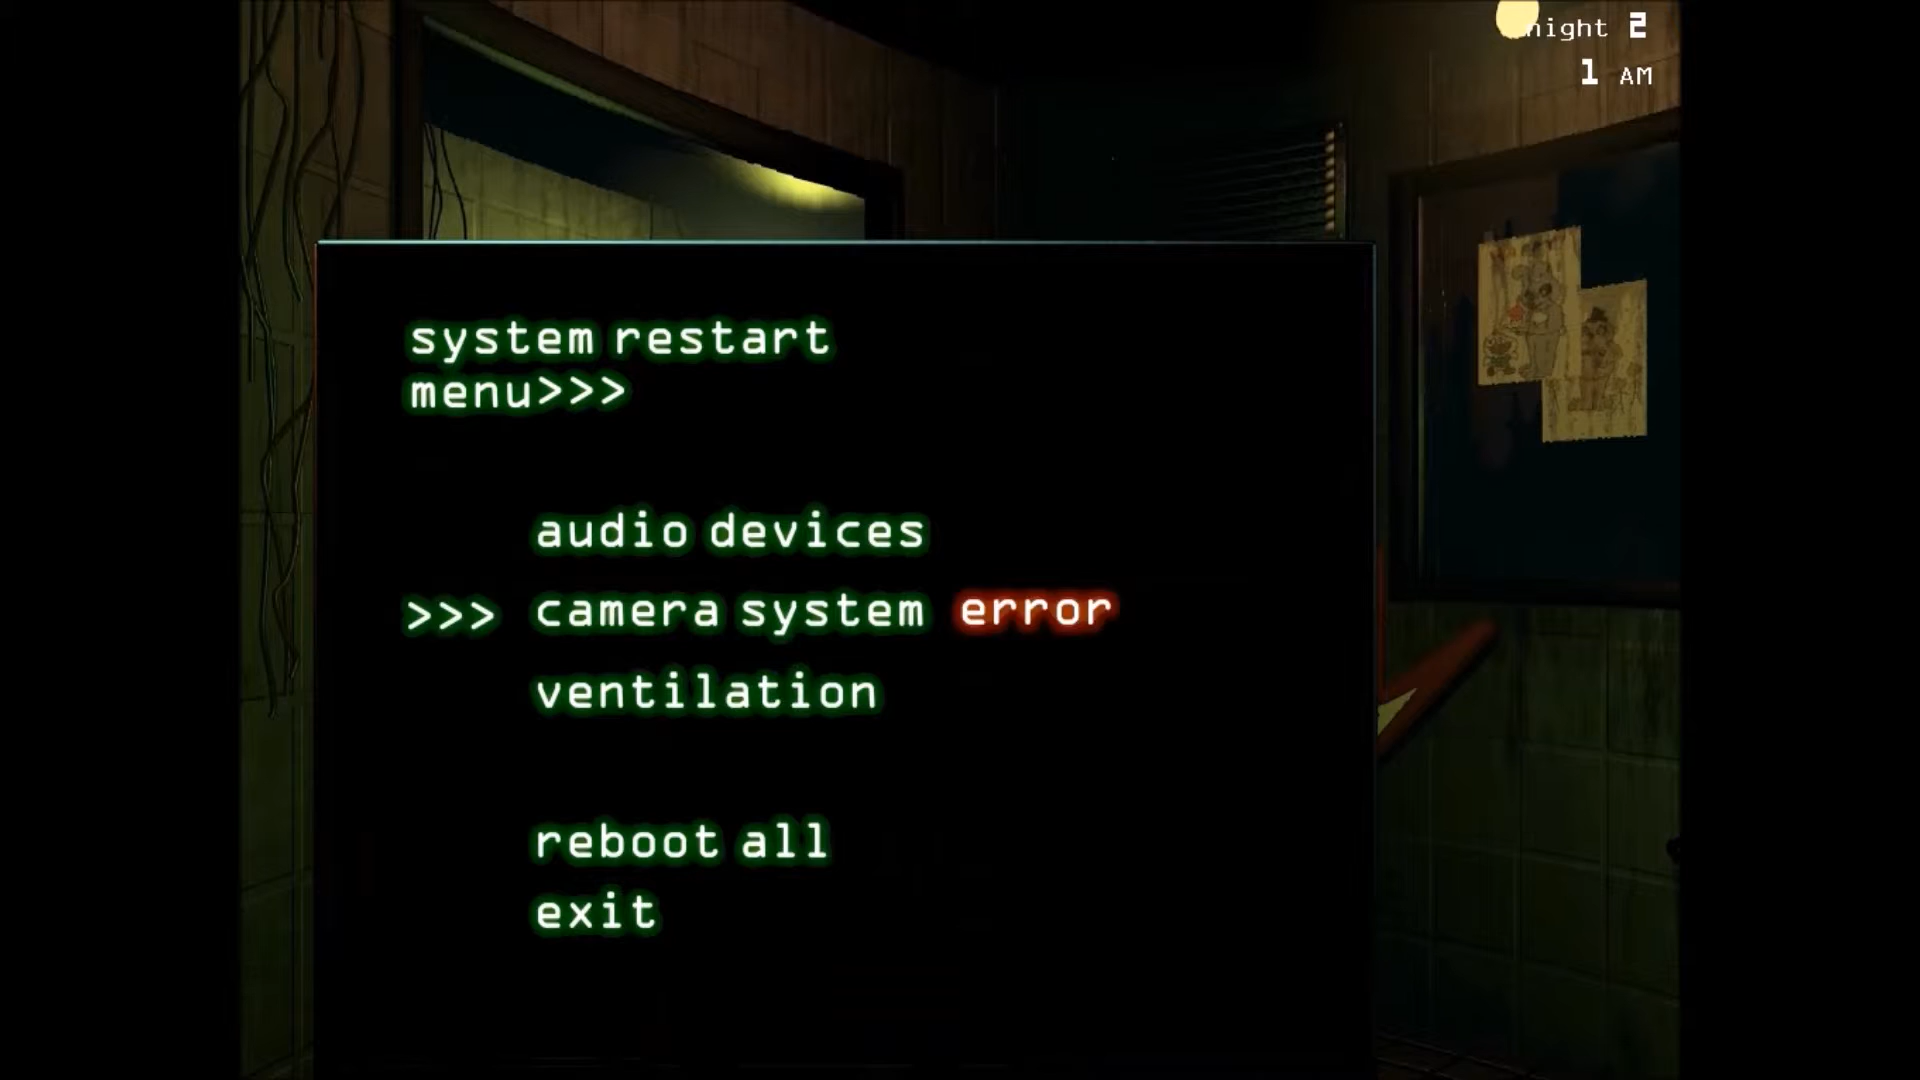 night 2
1 AM
system restart
menu>>>
audio devices
>>> camera system error
ventilation
reboot all
exit